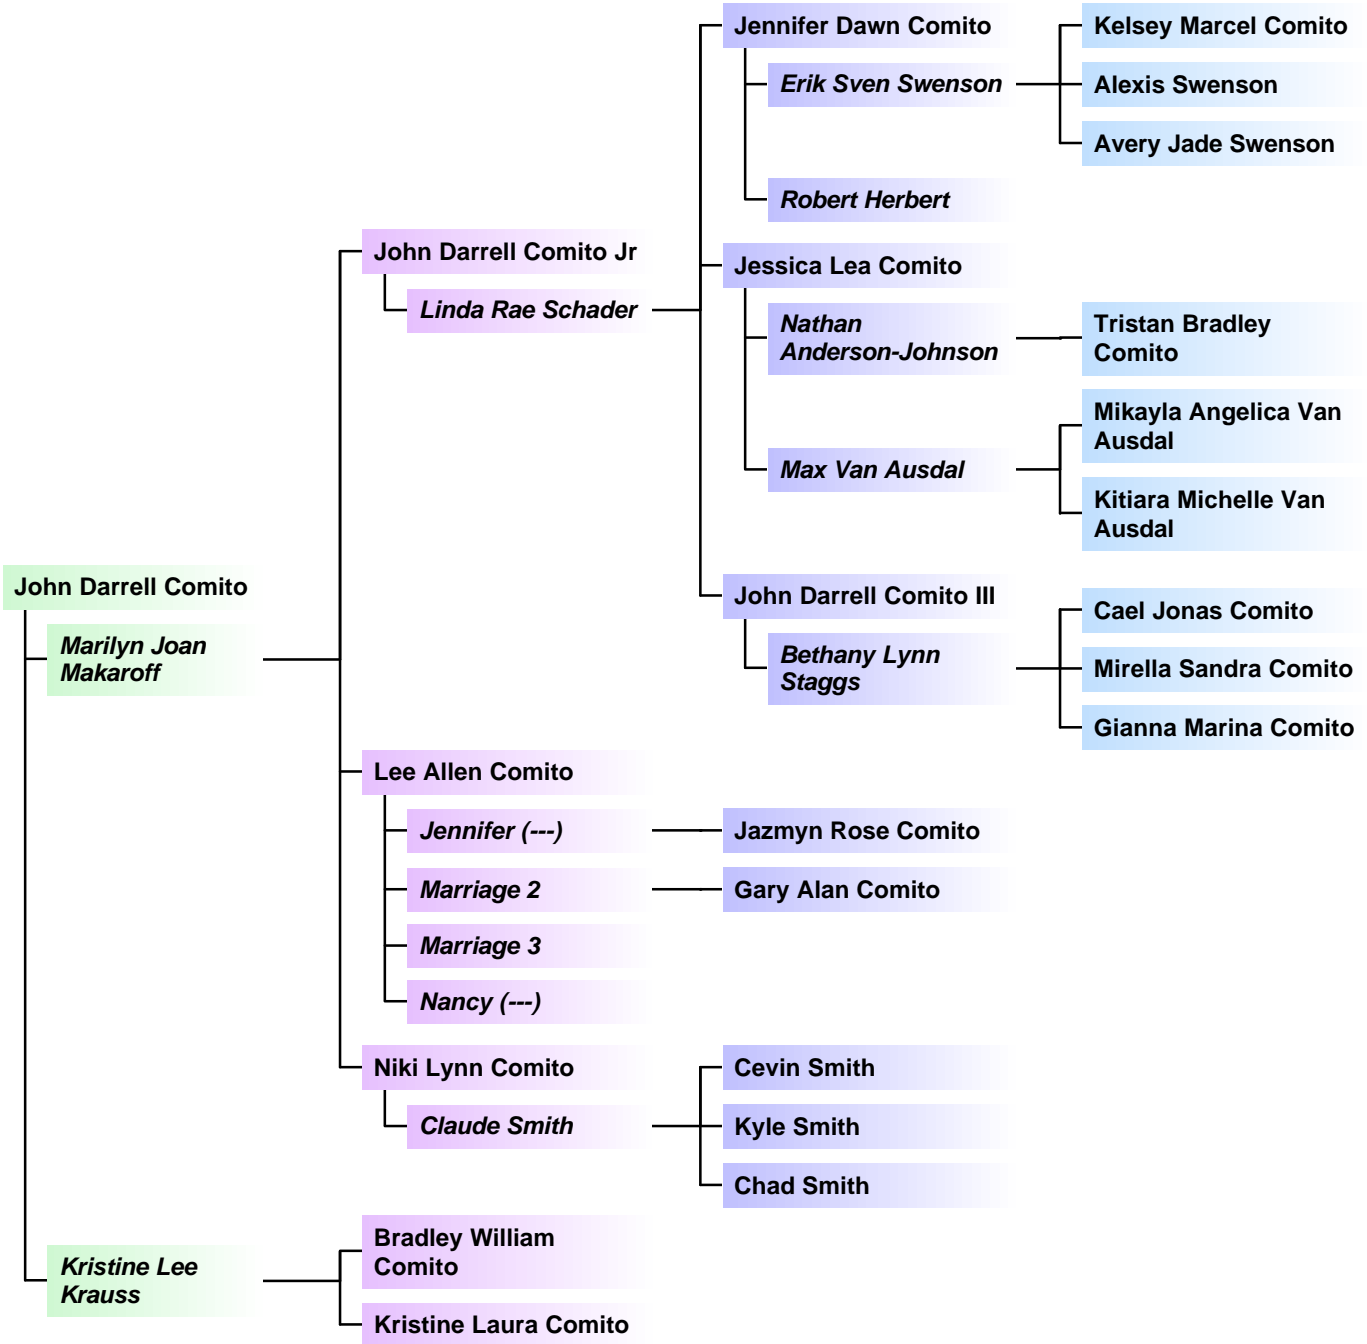 Jennifer Dawn Comito
Erik Sven Swenson
Kelsey Marcel Comito
Alexis Swenson
Avery Jade Swenson
Robert Herbert
John Darrell Comito Jr
Linda Rae Schader
Jessica Lea Comito
Nathan
Anderson-Johnson
Tristan Bradley
Comito
Max Van Ausdal
Mikayla Angelica Van
Ausdal
Kitiara Michelle Van
Ausdal
John Darrell Comito
Marilyn Joan
Makaroff
John Darrell Comito III
Bethany Lynn
Staggs
Cael Jonas Comito
Mirella Sandra Comito
Gianna Marina Comito
Lee Allen Comito
Jennifer (---)
Jazmyn Rose Comito
Marriage 2
Gary Alan Comito
Marriage 3
Nancy (---)
Niki Lynn Comito
Claude Smith
Cevin Smith
Kyle Smith
Chad Smith
Kristine Lee
Krauss
Bradley William
Comito
Kristine Laura Comito